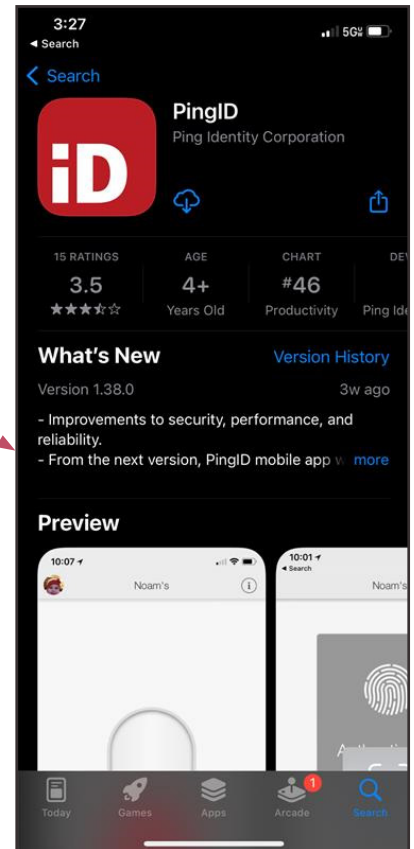 3:27
5G
Search
Search
PingID
Ping Identity Corporation
iD
15 RATINGS AGE CHART
3.5 4+ #46
Years Old Productivity Ping
What's New Version History
Version 1.38.0 3w ago
- Improvements to security, performance, and
reliability.
- From the next version, PingID mobile app more
Preview
10:07
Noam's
10:01
Search
Noam's
Today Games Apps Arcade 1 Search